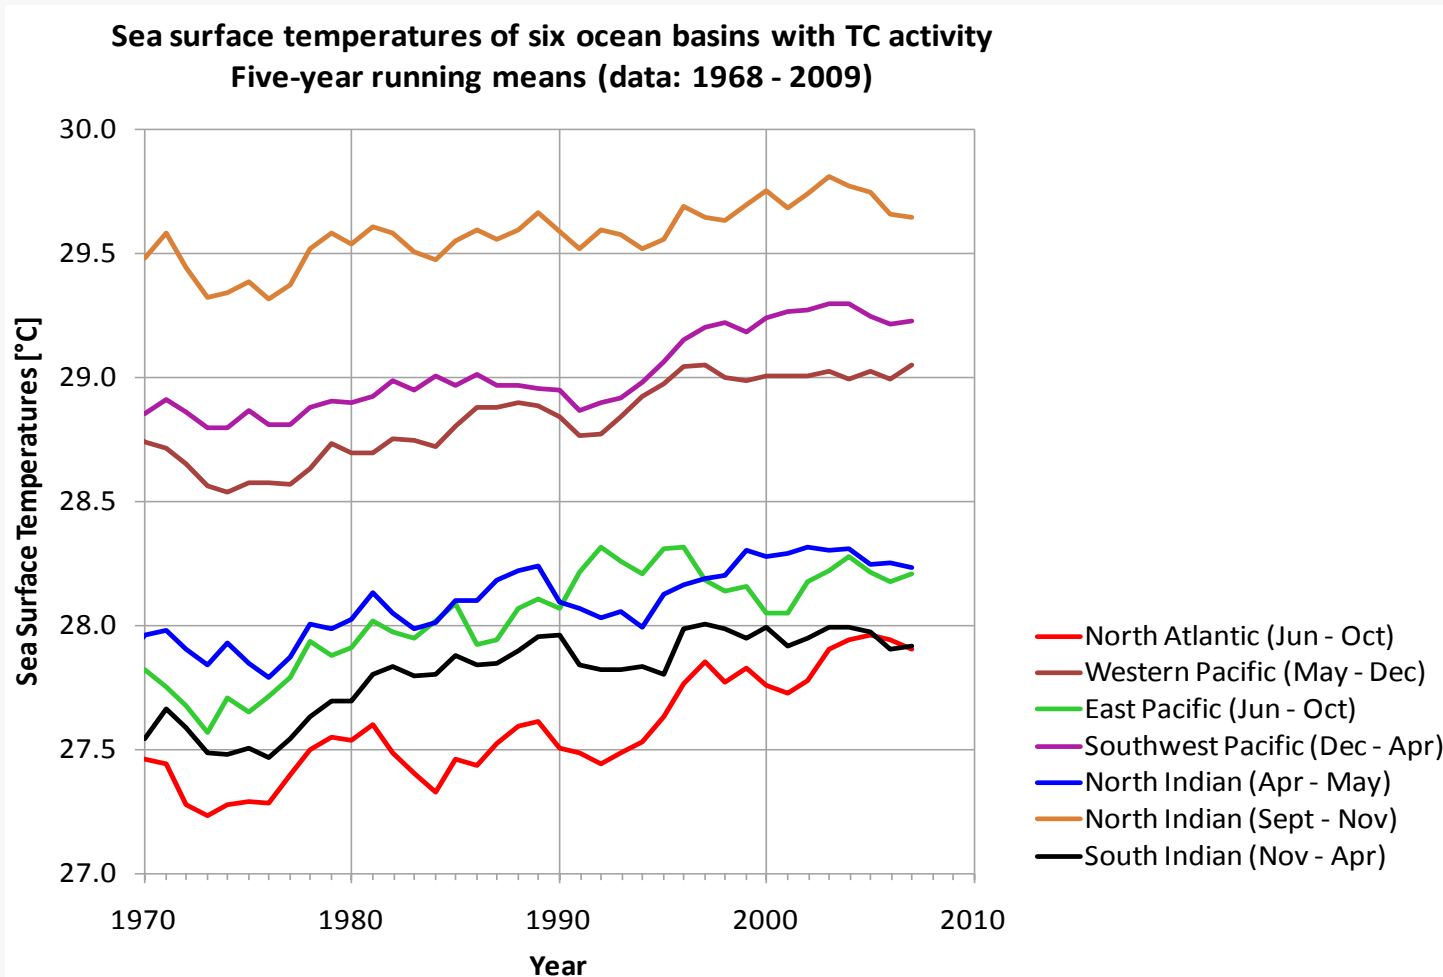 Sea surface temperatures of six ocean basins with TC activity
Five-year running means (data: 1968 - 2009)
Sea Surface Temperatures [°C]
30.0
29.5
29.0
28.5
28.0
27.5
27.0
1970
1980
1990
2000
2010
Year
North Atlantic (Jun - Oct)
Western Pacific (May - Dec)
East Pacific (Jun - Oct)
Southwest Pacific (Dec - Apr)
North Indian (Apr - May)
North Indian (Sept - Nov)
South Indian (Nov - Apr)